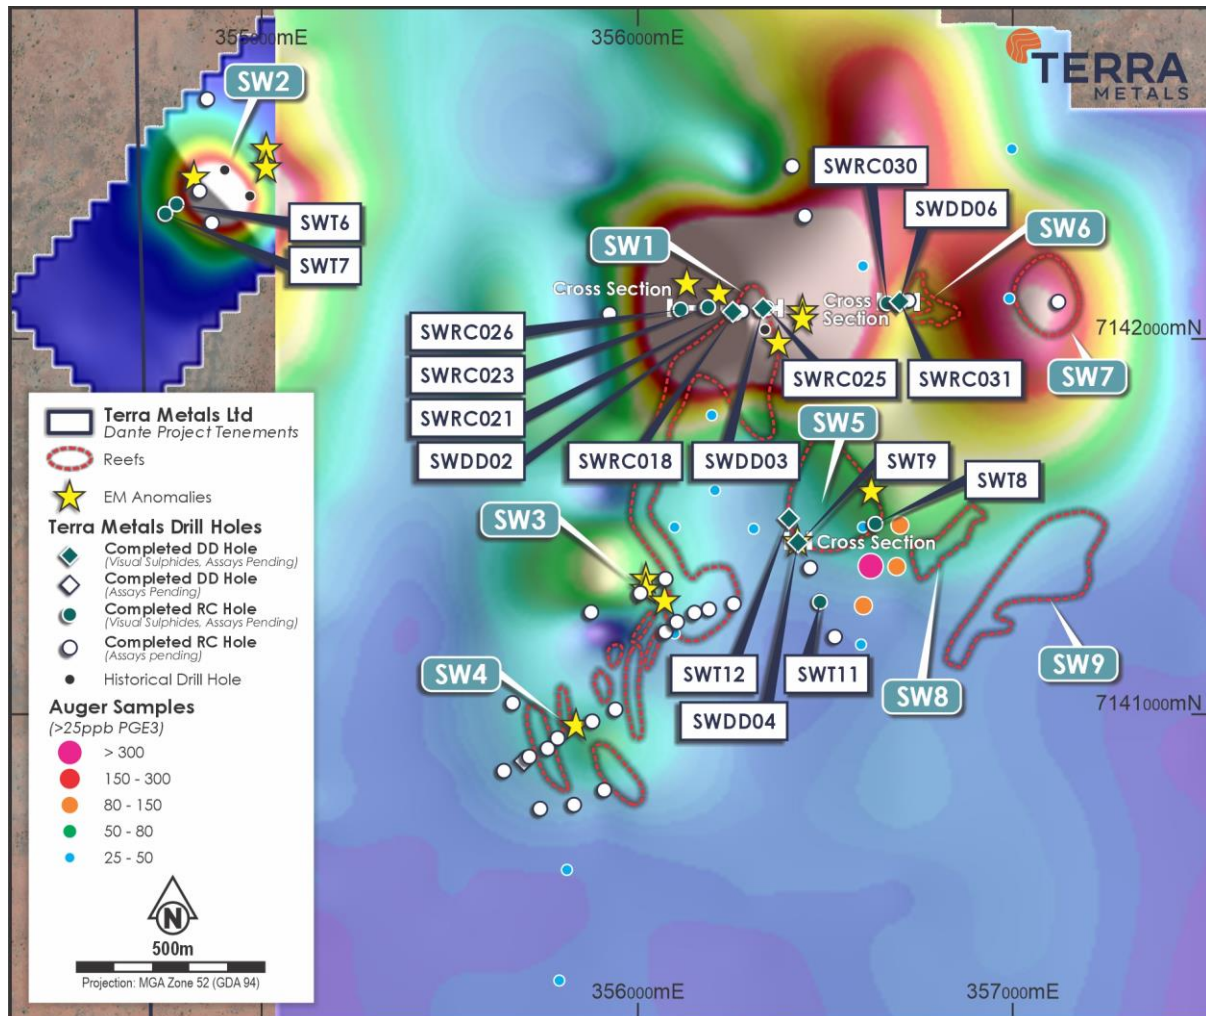 355000mE
356000mE
TERRA
METALS
SW2
SWRC030
SWDD06
SWT6
SW1
SW6
SWT7
Cross Section
Cross
Section
7142000mN
SWRC026
SWRC023
SWRC025
SWRC031
SW7
SWRC021
SW5
SWDD02
SWRC018
SWDD03
SWT9
SWT8
SW3
Cross Section
SW4
SWT12
SWT11
SW8
SW9
SWDD04
7141000mN
Terra Metals Ltd
Dante Project Tenements
Reefs
EM Anomalies
Terra Metals Drill Holes
Completed DD Hole
(Visual Sulphides, Assays Pending)
Completed DD Hole
(Assays Pending)
Completed RC Hole
(Visual Sulphides, Assays Pending)
Completed RC Hole
(Assays pending)
Historical Drill Hole
Auger Samples
(>25ppb PGE3)
> 300
150 - 300
80 - 150
50 - 80
25 - 50
N
500m
Projection: MGA Zone 52 (GDA 94)
356000mE
357000mE